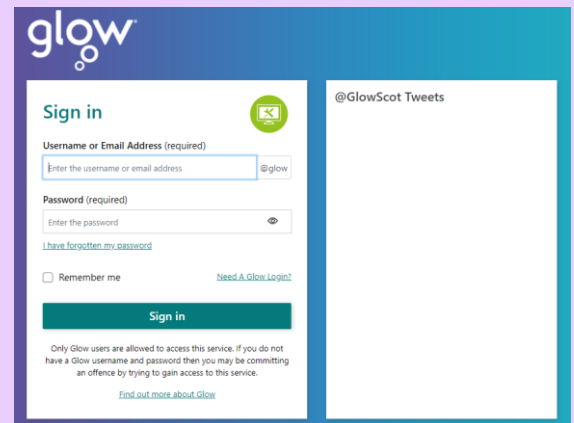 glow
Sign in
Username or Email Address (required)
Enter the username or email address
@glow
Password (required)
Enter the password
I have forgotten my password
Remember me
Need A Glow Login?
Sign in
Only Glow users are allowed to access this service. If you do not
have a Glow username and password then you may be committing
an offence by trying to gain access to this service.
Find out more about Glow
@GlowScot Tweets